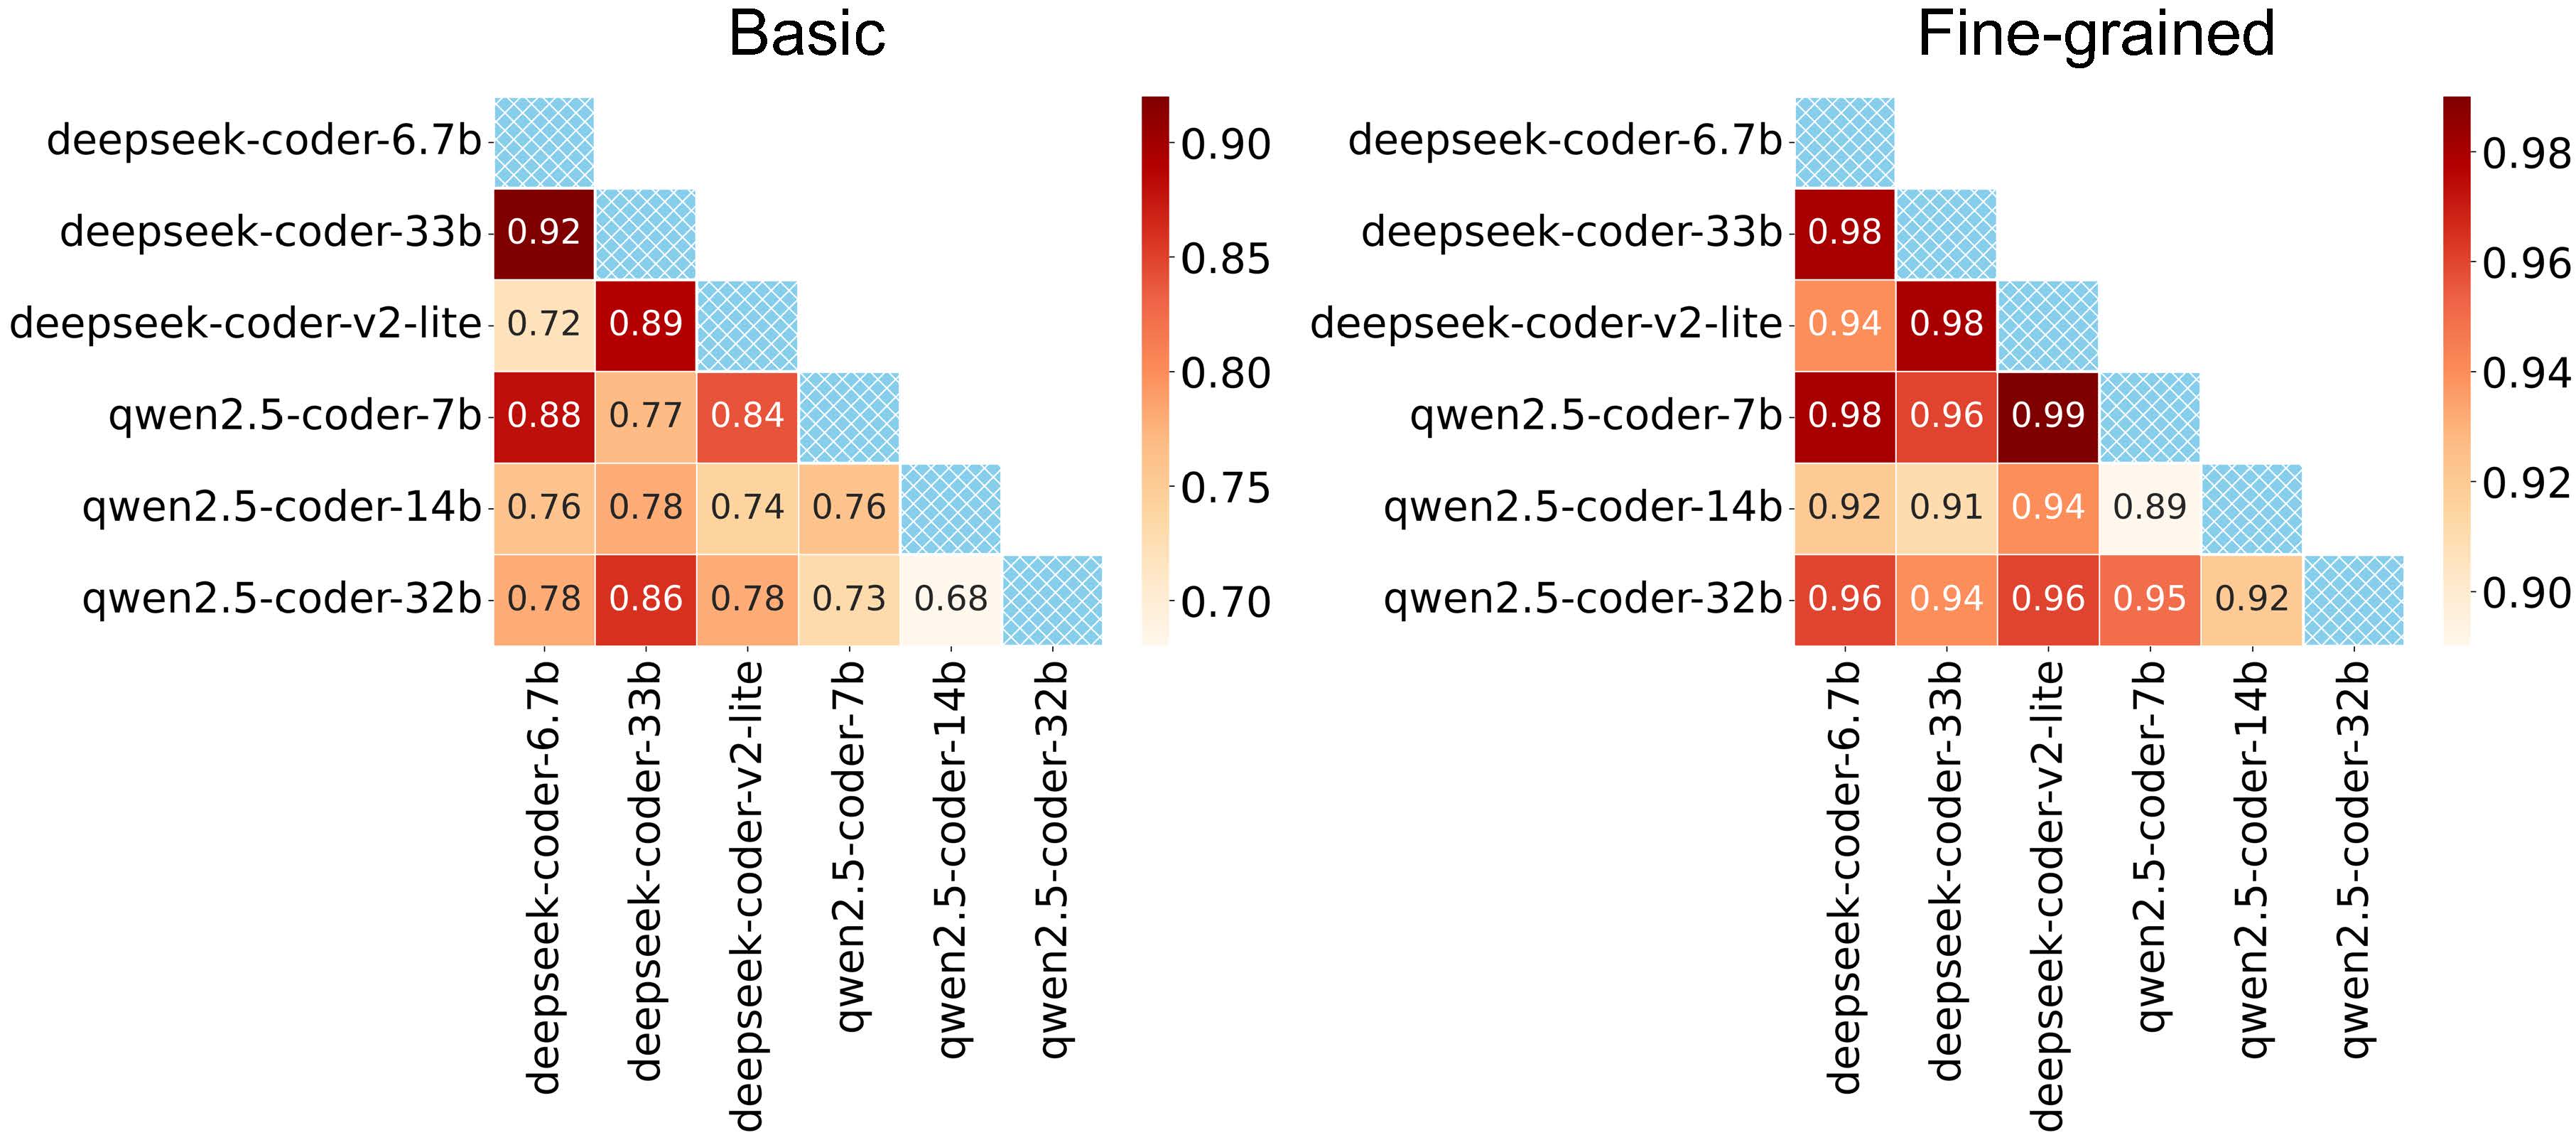 Basic
deepseek-coder-6.7b
deepseek-coder-33b 0.92
deepseek-coder-v2-lite 0.72 0.89
qwen2.5-coder-7b 0.88 0.77 0.84
qwen2.5-coder-14b 0.76 0.78 0.74 0.76
qwen2.5-coder-32b 0.78 0.86 0.78 0.73 0.68
deepseek-coder-6.7b
deepseek-coder-33b
deepseek-coder-v2-lite
qwen2.5-coder-7b
qwen2.5-coder-14b
qwen2.5-coder-32b
0.90
0.85
0.80
0.75
0.70
Fine-grained
deepseek-coder-6.7b
deepseek-coder-33b 0.98
deepseek-coder-v2-lite 0.94 0.98
qwen2.5-coder-7b 0.98 0.96 0.99
qwen2.5-coder-14b 0.92 0.91 0.94 0.89
qwen2.5-coder-32b 0.96 0.94 0.96 0.95 0.92
deepseek-coder-6.7b
deepseek-coder-33b
deepseek-coder-v2-lite
qwen2.5-coder-7b
qwen2.5-coder-14b
qwen2.5-coder-32b
0.98
0.96
0.94
0.92
0.90